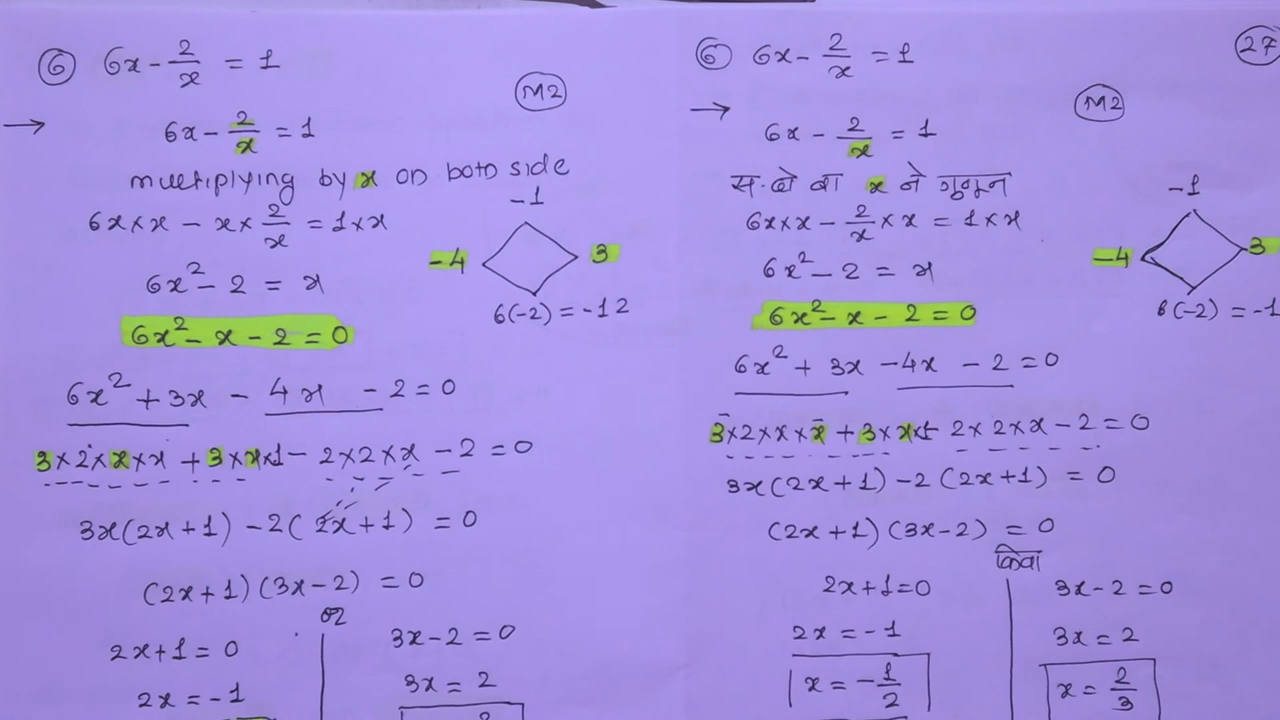 6 6x - 2/x = 1
M2
→ 6x - 2/x = 1
multiplying by x on both side
6x × x - x × 2/x = 1 × x
-1
-4 3
6x² - 2 = x
6(-2) = -12
6x² - x - 2 = 0
6x² + 3x - 4x - 2 = 0
3×2×x×x + 3×x×1 - 2×2×x - 2 = 0
3x(2x+1) - 2(2x+1) = 0
(2x+1)(3x-2) = 0
or
2x+1 = 0
3x-2 = 0
2x = -1
3x = 2
2
6 6x - 2/x = 1
27
M2
→ 6x - 2/x = 1
स.दो बा x ने गुणून
6x×x - 2/x × x = 1×x
-1
-4 3
6x² - 2 = x
6(-2) = -1
6x² - x - 2 = 0
6x² + 3x - 4x - 2 = 0
3×2×x×x + 3×x×1 - 2×2×x - 2 = 0
3x(2x+1) - 2(2x+1) = 0
(2x+1)(3x-2) = 0
किंवा
2x+1=0
3x-2=0
2x = -1
3x = 2
x = -1/2
x = 2/3